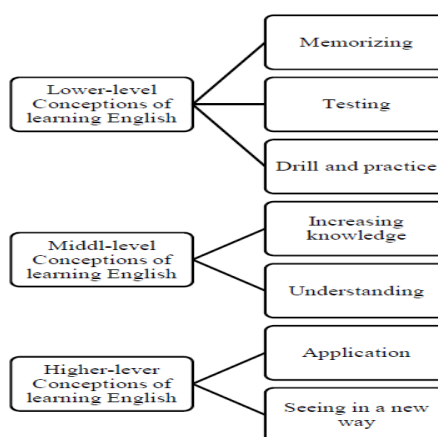 Lower-level
Conceptions of
learning English
Memorizing
Testing
Drill and practice
Middl-level
Conceptions of
learning English
Increasing
knowledge
Understanding
Higher-lever
Conceptions of
learning English
Application
Seeing in a new
way